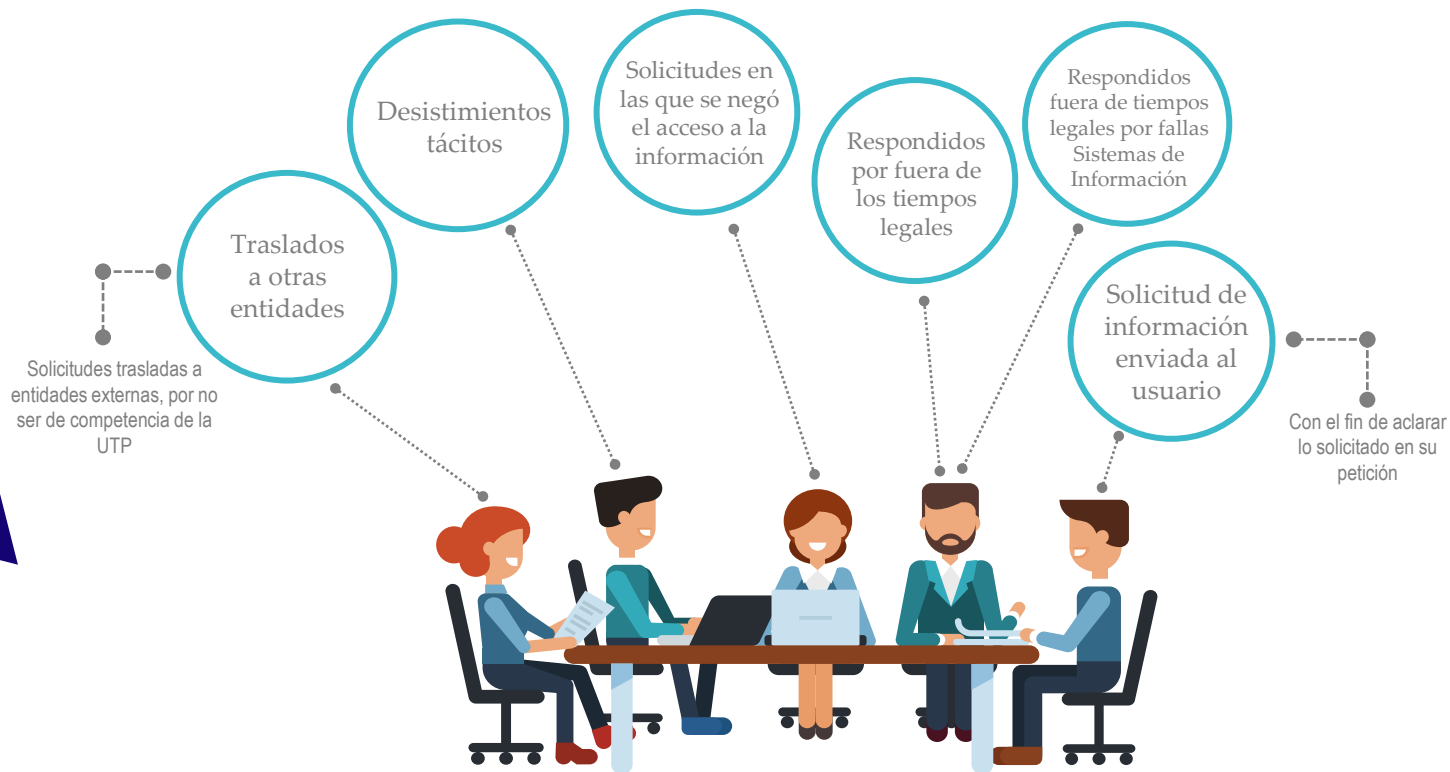 Traslados
a otras
entidades
Solicitudes trasladas a
entidades externas, por no
ser de competencia de la
UTP
Desistimientos
tácitos
Solicitudes en
las que se negó
el acceso a la
información
Respondidos
por fuera de
los tiempos
legales
Respondidos
fuera de tiempos
legales por fallas
Sistemas de
Información
Solicitud de
información
enviada al
usuario
Con el fin de aclarar
lo solicitado en su
petición